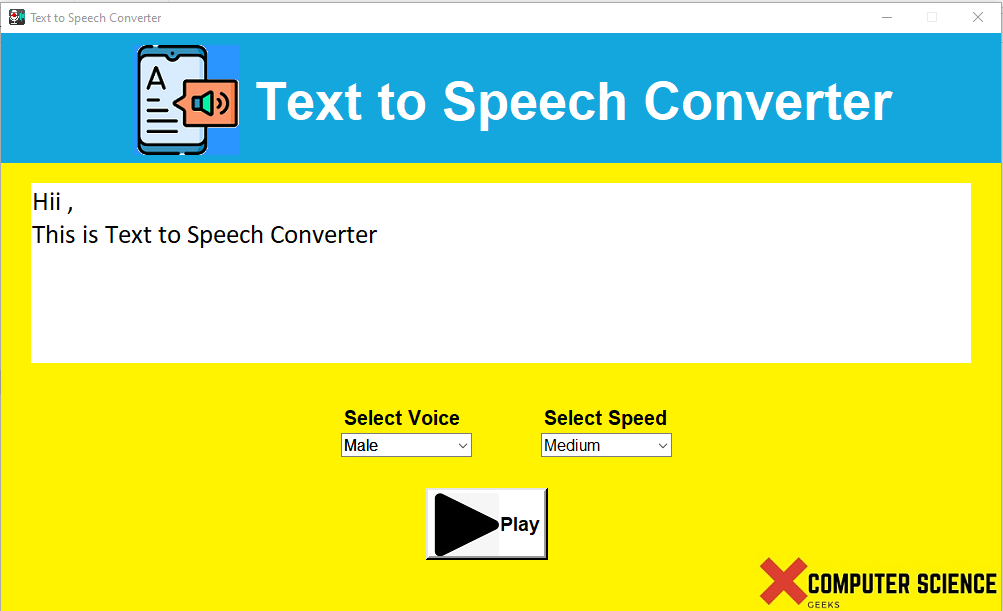 Text to Speech Converter
A
Text to Speech Converter
Hii ,
This is Text to Speech Converter
Select Voice
Select Speed
Male
Medium
Play
COMPUTER SCIENCE
GEEKS